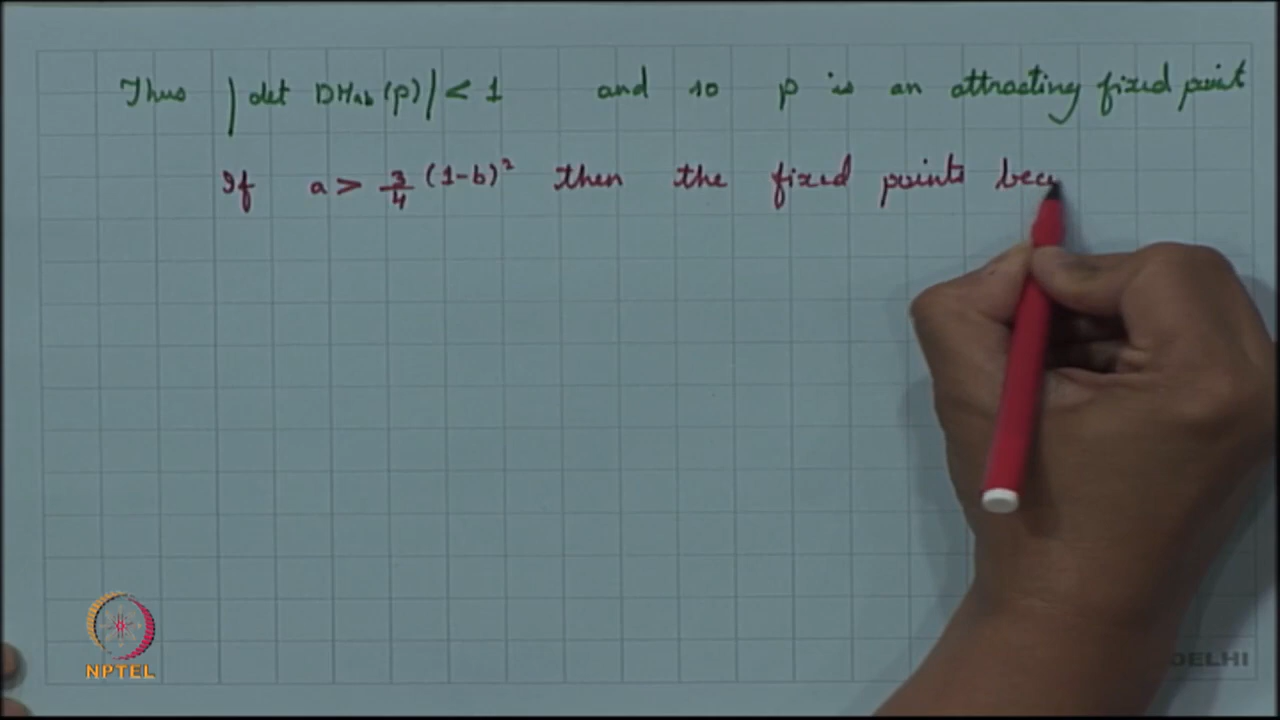 Thus | det DHab (p) | < 1 and so p is an attracting fixed point
If a > 3/4 (1-b)² then the fixed points bec
NPTEL
DELHI